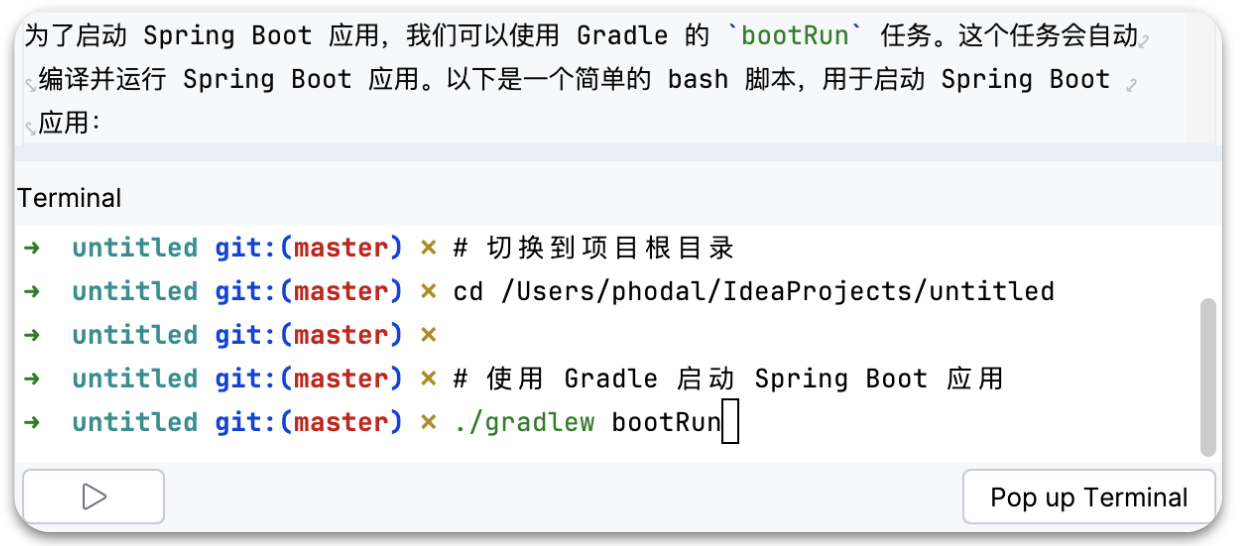 为了启动 Spring Boot 应用，我们可以使用 Gradle 的 `bootRun` 任务。这个任务会自动
编译并运行 Spring Boot 应用。以下是一个简单的 bash 脚本，用于启动 Spring Boot
应用：
Terminal
➜ untitled git:(master) ✗ # 切换到项目根目录
➜ untitled git:(master) ✗ cd /Users/phodal/IdeaProjects/untitled
➜ untitled git:(master) ✗
➜ untitled git:(master) ✗ # 使用 Gradle 启动 Spring Boot 应用
➜ untitled git:(master) ✗ ./gradlew bootRun
Pop up Terminal